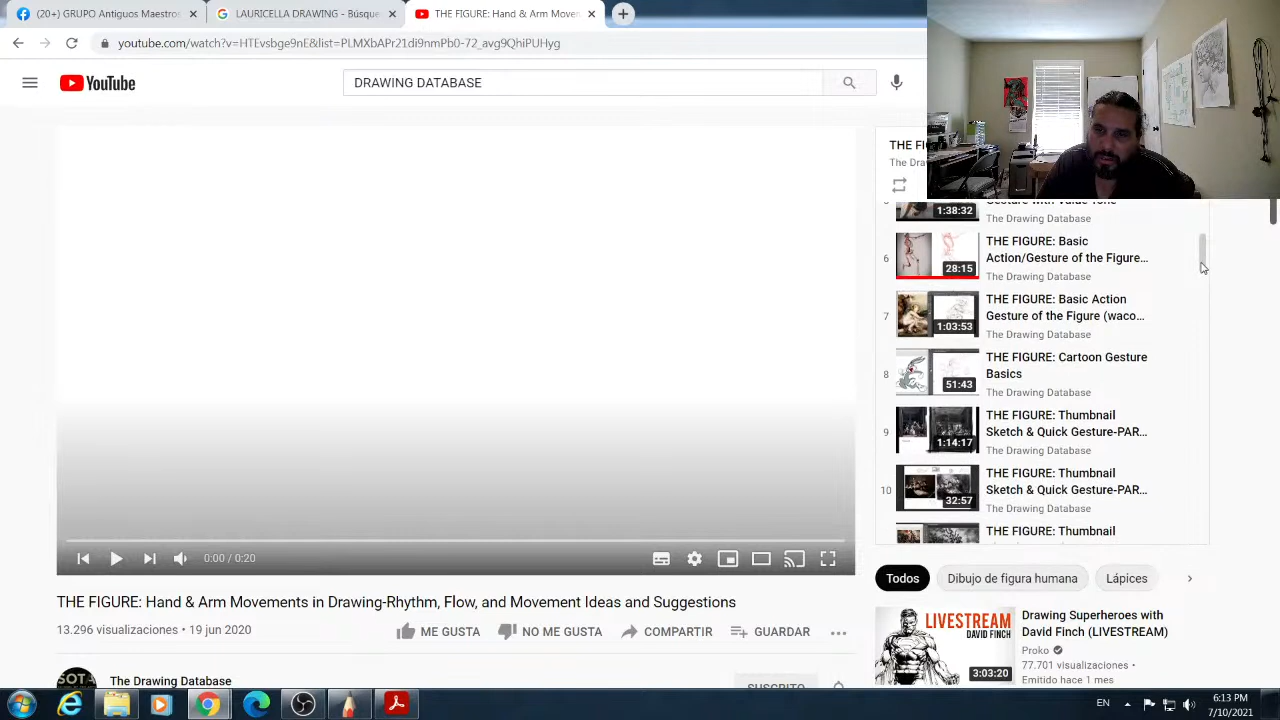 (20+) GRUPO Antiguos alumnos
LAURICELLA DRAWING - Búsque
THE FIGURE: Hand & Arm Movem
youtube.com/watch?v=HTEvsbge9nE&list=PLtXbAPr21di9nmPb0-72_avg9QhiPUHyg
YouTube
DRAWING DATABASE
THE FI
The Dra
1:38:32
Gesture with Value Tone
The Drawing Database
6
28:15
THE FIGURE: Basic
Action/Gesture of the Figure...
The Drawing Database
7
1:03:53
THE FIGURE: Basic Action
Gesture of the Figure (waco...
The Drawing Database
8
51:43
THE FIGURE: Cartoon Gesture
Basics
The Drawing Database
9
1:14:17
THE FIGURE: Thumbnail
Sketch & Quick Gesture-PAR...
The Drawing Database
10
32:57
THE FIGURE: Thumbnail
Sketch & Quick Gesture-PAR...
The Drawing Database
THE FIGURE: Thumbnail
0:00 / 0:20
THE FIGURE: Hand & Arm Movements in Drawing-Rhythm, Flow, and Movement Ideas and Suggestions
13.296 visualizaciones • 19 jun 2020
ME GUSTA
NO ME GUSTA
COMPARTIR
GUARDAR
The Drawing Database
SUSCRITO
Todos
Dibujo de figura humana
Lápices
LIVESTREAM
DAVID FINCH
3:03:20
Drawing Superheroes with
David Finch (LIVESTREAM)
Proko
77.701 visualizaciones •
Emitido hace 1 mes
EN
6:13 PM
7/10/2021